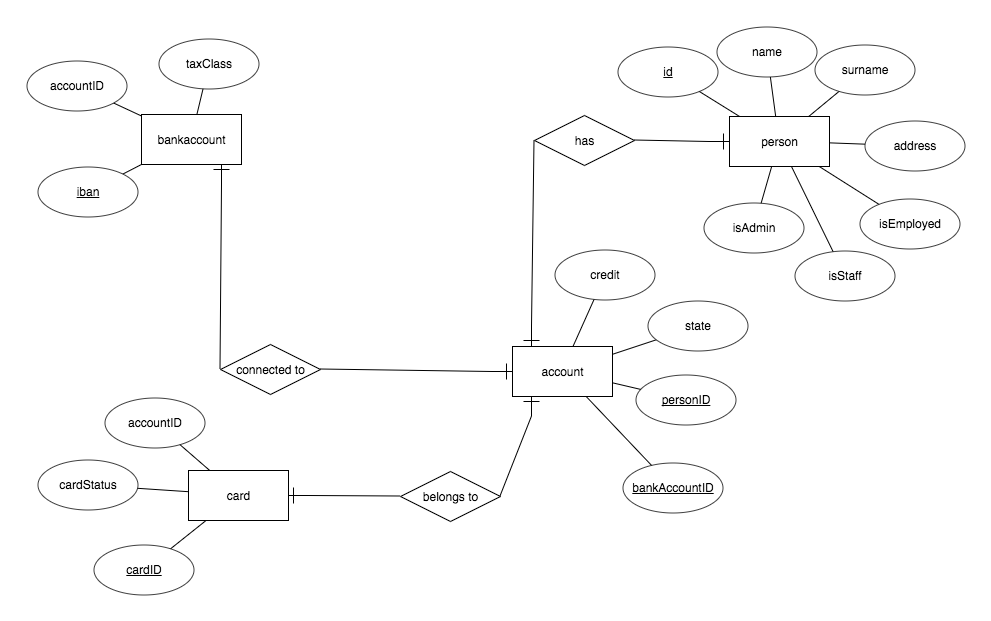 name
taxClass
id
surname
accountID
bankaccount
has
person
address
iban
isAdmin
isEmployed
credit
isStaff
state
connected to
account
personID
accountID
cardStatus
card
belongs to
bankAccountID
cardID